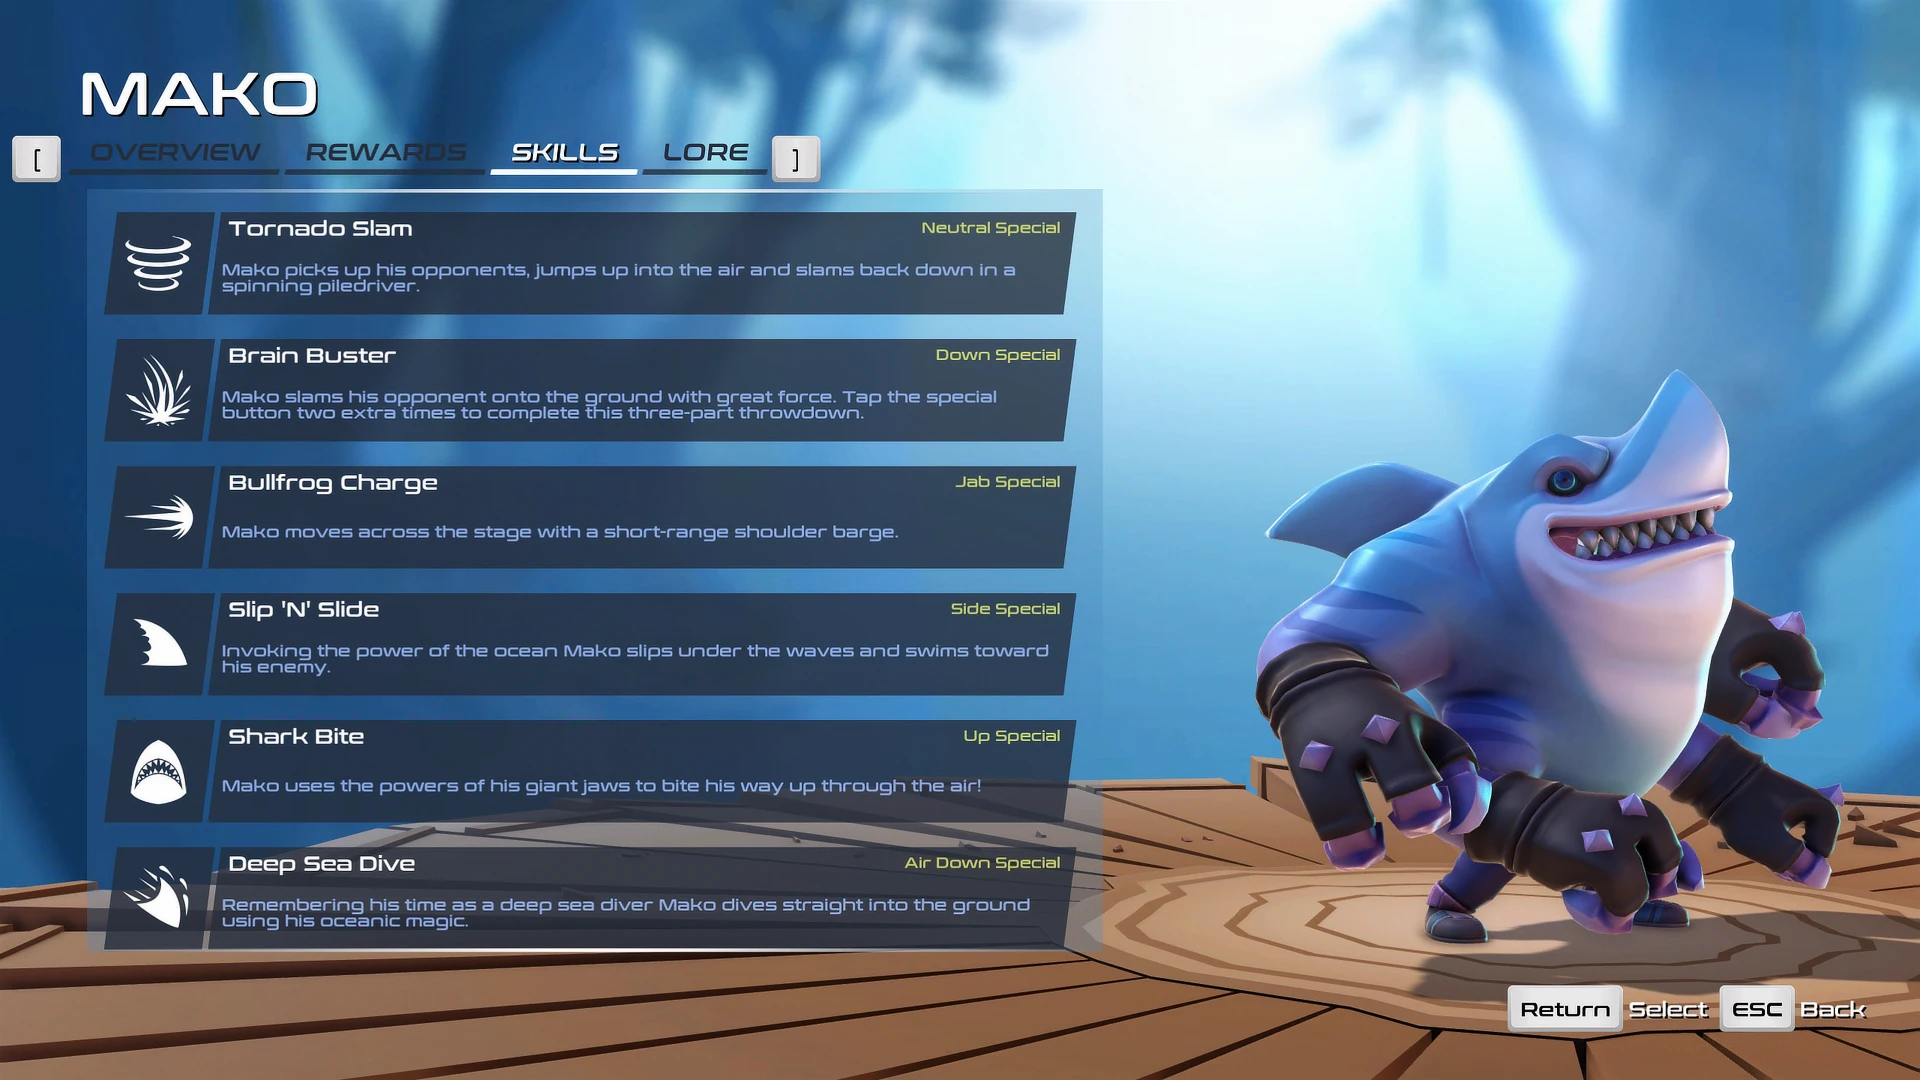 MAKO
[ OVERVIEW REWARDS SKILLS LORE ]
Tornado Slam Neutral Special
Mako picks up his opponents, jumps up into the air and slams back down in a
spinning piledriver.
Brain Buster Down Special
Mako slams his opponent onto the ground with great force. Tap the special
button two extra times to complete this three-part throwdown.
Bullfrog Charge Jab Special
Mako moves across the stage with a short-range shoulder barge.
Slip 'N' Slide Side Special
Invoking the power of the ocean Mako slips under the waves and swims toward
his enemy.
Shark Bite Up Special
Mako uses the powers of his giant jaws to bite his way up through the air!
Deep Sea Dive Air Down Special
Remembering his time as a deep sea diver Mako dives straight into the ground
using his oceanic magic.
Return Select ESC Back